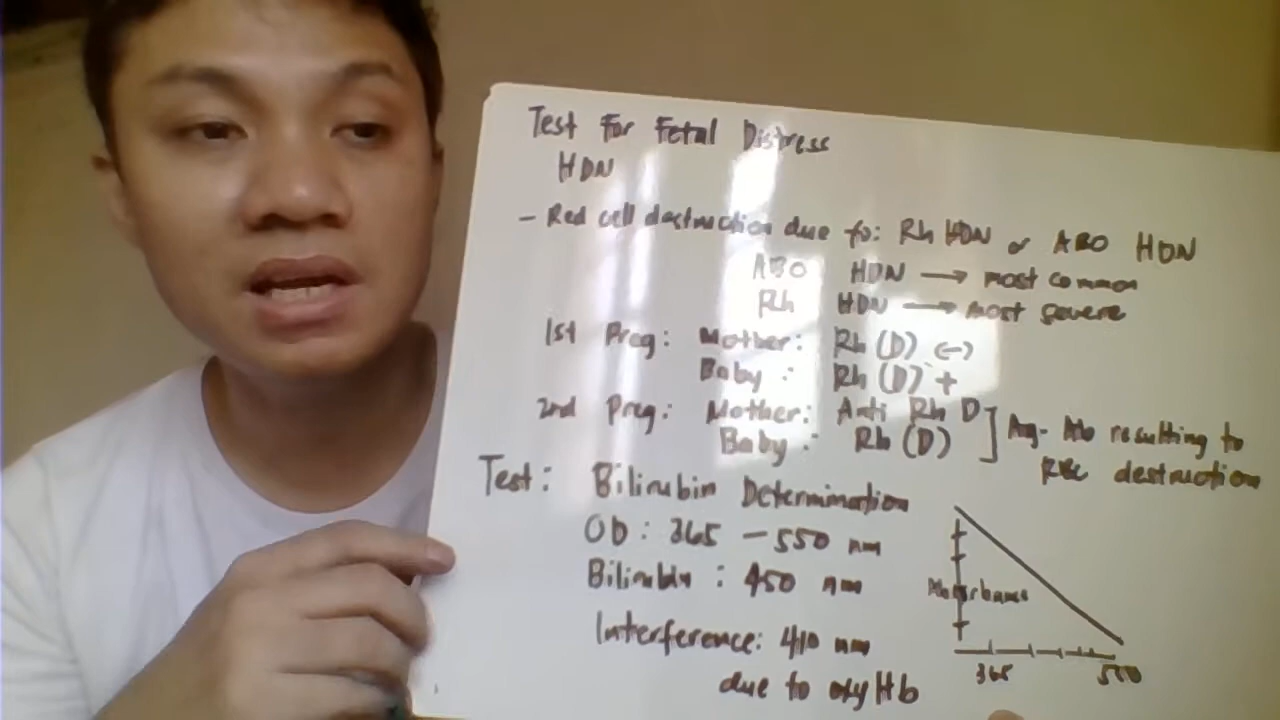 Test For Fetal Distress
HDN
- Red cell destruction due to: Rh HDN or ABO HDN
ABO HDN → most common
Rh HDN → most severe
1st Preg: Mother: Rh (D) (-)
Baby : Rh (D) +
2nd Preg: Mother: Anti Rh D
Baby : Rh (D)
Ag-Ab resulting to
RBC destruction
Test: Bilirubin Determination
OD: 365 - 550 nm
Bilirubin : 450 nm
Interference: 410 nm
due to oxyHb
Absorbance
365 550